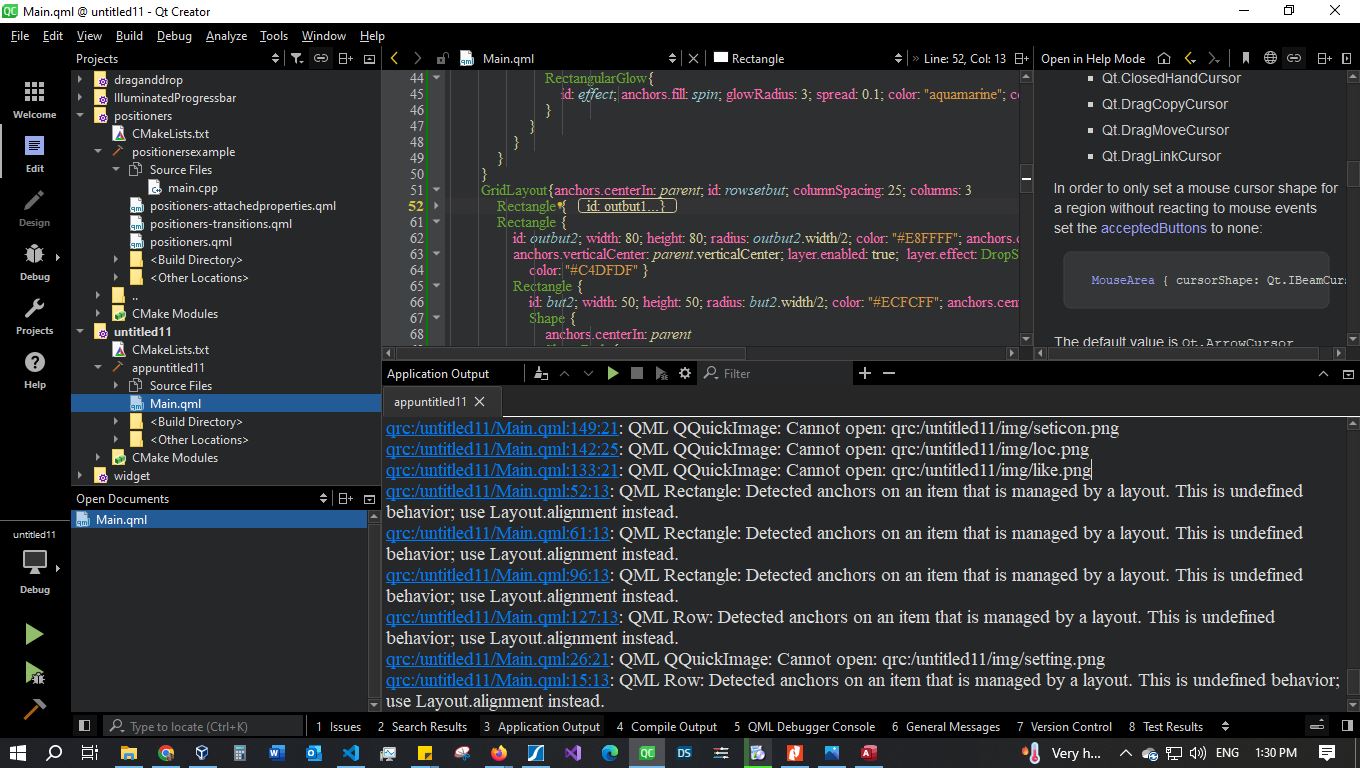 Main.qml @ untitled11 - Qt Creator
File Edit View Build Debug Analyze Tools Window Help
Projects
Main.qml
Rectangle
Line: 52, Col: 13
Open in Help Mode
Welcome
Edit
Design
Debug
Projects
Help
draganddrop
IlluminatedProgressbar
positioners
CMakeLists.txt
positionersexample
Source Files
main.cpp
positioners-attachedproperties.qml
positioners-transitions.qml
positioners.qml
<Build Directory>
<Other Locations>
..
CMake Modules
untitled11
CMakeLists.txt
appuntitled11
Source Files
Main.qml
<Build Directory>
<Other Locations>
CMake Modules
widget
44 RectangularGlow{
45 id: effect; anchors.fill: spin; glowRadius: 3; spread: 0.1; color: "aquamarine"; co
46 }
47 }
48 }
49 }
50 }
51 GridLayout{anchors.centerIn: parent; id: rowsetbut; columnSpacing: 25; columns: 3
52 Rectangle { id: outbut1...}
61 Rectangle {
62 id: outbut2; width: 80; height: 80; radius: outbut2.width/2; color: "#E8FFFF"; anchors.c
63 anchors.verticalCenter: parent.verticalCenter; layer.enabled: true; layer.effect: DropS
64 color: "#C4DFDF" }
65 Rectangle {
66 id: but2; width: 50; height: 50; radius: but2.width/2; color: "#ECFCFF"; anchors.cent
67 Shape {
68 anchors.centerIn: parent
Qt.ClosedHandCursor
Qt.DragCopyCursor
Qt.DragMoveCursor
Qt.DragLinkCursor
In order to only set a mouse cursor shape for
a region without reacting to mouse events
set the acceptedButtons to none:
MouseArea { cursorShape: Qt.IBeamCurs
The default value is Qt.ArrowCursor
Application Output
Filter
appuntitled11
qrc:/untitled11/Main.qml:149:21: QML QQuickImage: Cannot open: qrc:/untitled11/img/seticon.png
qrc:/untitled11/Main.qml:142:25: QML QQuickImage: Cannot open: qrc:/untitled11/img/loc.png
qrc:/untitled11/Main.qml:133:21: QML QQuickImage: Cannot open: qrc:/untitled11/img/like.png
qrc:/untitled11/Main.qml:52:13: QML Rectangle: Detected anchors on an item that is managed by a layout. This is undefined
behavior; use Layout.alignment instead.
qrc:/untitled11/Main.qml:61:13: QML Rectangle: Detected anchors on an item that is managed by a layout. This is undefined
behavior; use Layout.alignment instead.
qrc:/untitled11/Main.qml:96:13: QML Rectangle: Detected anchors on an item that is managed by a layout. This is undefined
behavior; use Layout.alignment instead.
qrc:/untitled11/Main.qml:127:13: QML Row: Detected anchors on an item that is managed by a layout. This is undefined
behavior; use Layout.alignment instead.
qrc:/untitled11/Main.qml:26:21: QML QQuickImage: Cannot open: qrc:/untitled11/img/setting.png
qrc:/untitled11/Main.qml:15:13: QML Row: Detected anchors on an item that is managed by a layout. This is undefined behavior;
use Layout.alignment instead.
Open Documents
Main.qml
untitled11
Debug
Type to locate (Ctrl+K)
1 Issues 2 Search Results 3 Application Output 4 Compile Output 5 QML Debugger Console 6 General Messages 7 Version Control 8 Test Results
Very h... ENG 1:30 PM